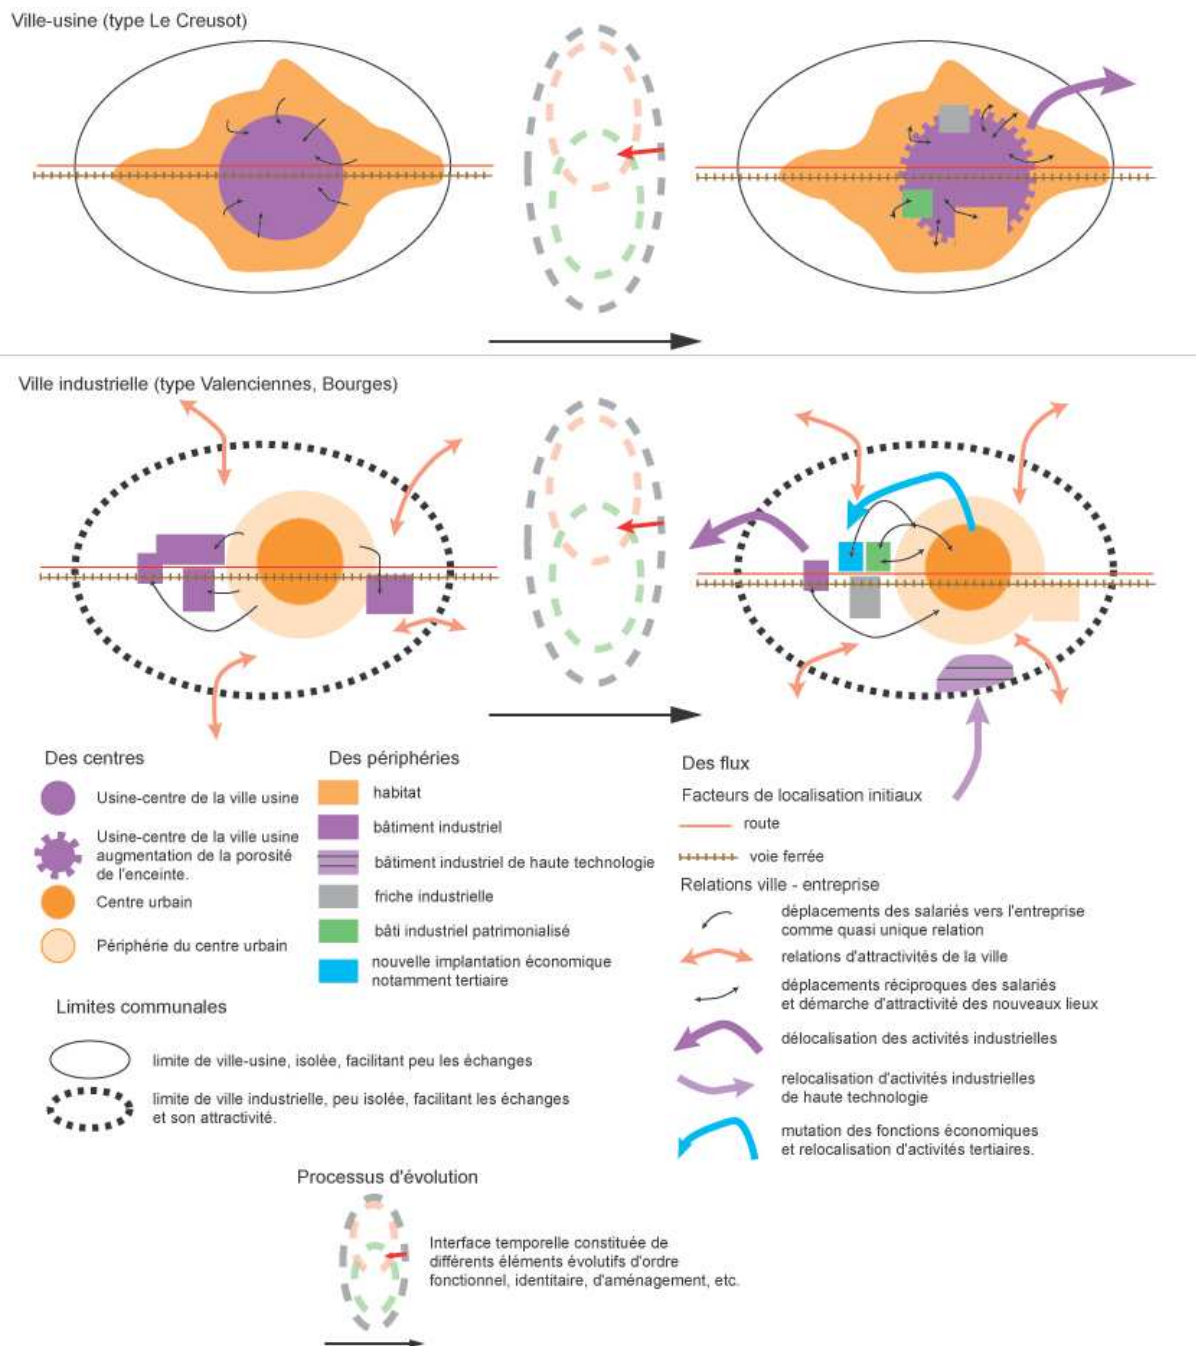 Ville-usine (type Le Creusot)
Ville industrielle (type Valenciennes, Bourges)
Des centres
Usine-centre de la ville usine
Usine-centre de la ville usine
augmentation de la porosité
de l'enceinte.
Centre urbain
Périphérie du centre urbain
Limites communales
limite de ville-usine, isolée, facilitant peu les échanges
limite de ville industrielle, peu isolée, facilitant les échanges
et son attractivité.
Des périphéries
habitat
bâtiment industriel
bâtiment industriel de haute technologie
friche industrielle
bâti industriel patrimonialisé
nouvelle implantation économique
notamment tertiaire
Des flux
Facteurs de localisation initiaux
route
voie ferrée
Relations ville - entreprise
déplacements des salariés vers l'entreprise
comme quasi unique relation
relations d'attractivités de la ville
déplacements réciproques des salariés
et démarche d'attractivité des nouveaux lieux
délocalisation des activités industrielles
relocalisation d'activités industrielles
de haute technologie
mutation des fonctions économiques
et relocalisation d'activités tertiaires.
Processus d'évolution
Interface temporelle constituée de
différents éléments évolutifs d'ordre
fonctionnel, identitaire, d'aménagement, etc.